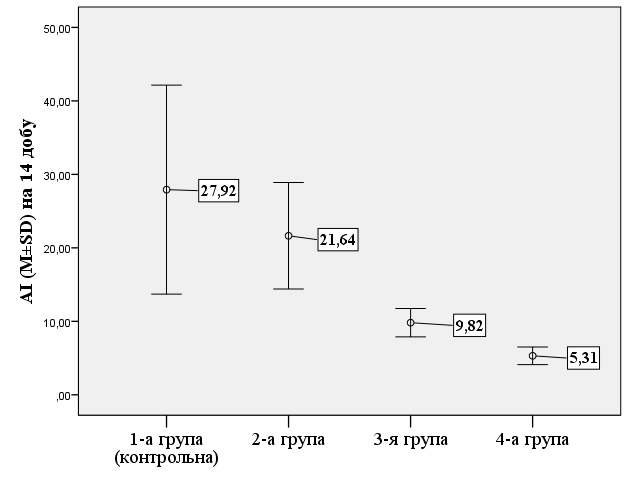 АІ (M±SD) на 14 добу
50,00
40,00
30,00
20,00
10,00
,00
27,92
21,64
9,82
5,31
1-а група
(контрольна)
2-а група
3-я група
4-а група